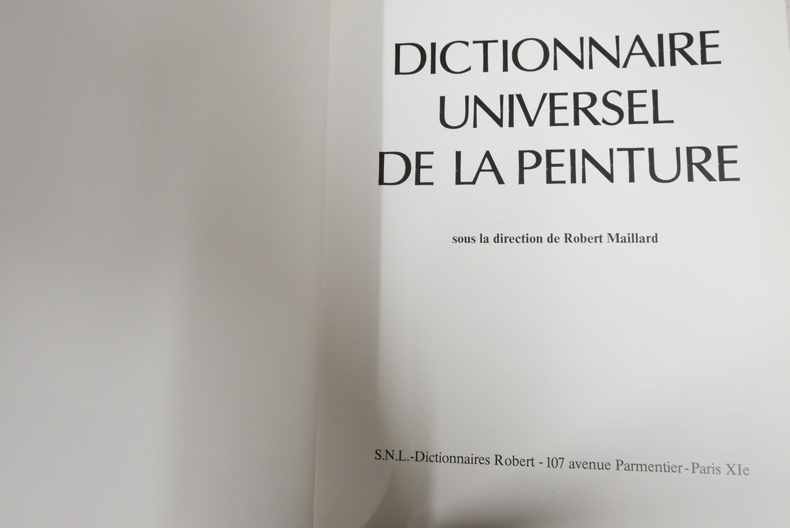 DICTIONNAIRE
UNIVERSEL
DE LA PEINTURE
sous la direction de Robert Maillard
S.N.L.-Dictionnaires Robert - 107 avenue Parmentier - Paris XIe